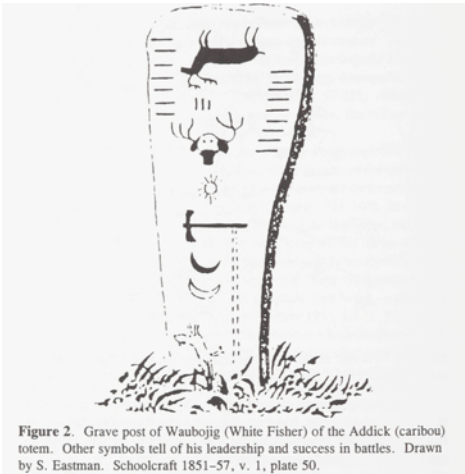 Figure 2. Grave post of Waubojig (White Fisher) of the Addick (caribou)
totem. Other symbols tell of his leadership and success in battles. Drawn
by S. Eastman. Schoolcraft 1851–57, v. 1, plate 50.